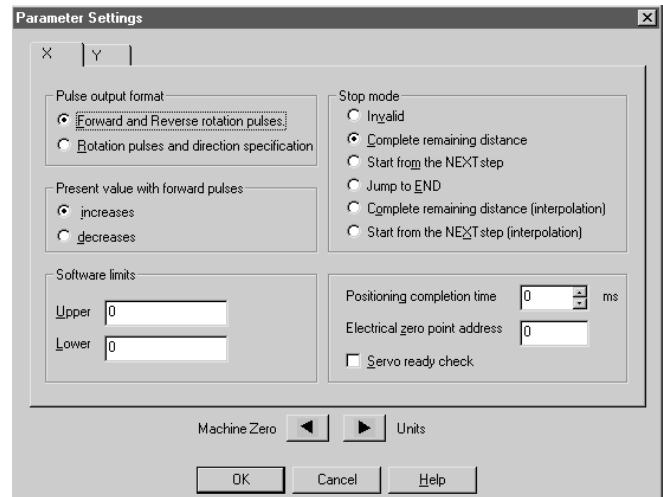 Parameter Settings
X Y
Pulse output format
Forward and Reverse rotation pulses.
Rotation pulses and direction specification
Present value with forward pulses
increases
decreases
Software limits
Upper 0
Lower 0
Stop mode
Invalid
Complete remaining distance
Start from the NEXT step
Jump to END
Complete remaining distance (interpolation)
Start from the NEXT step (interpolation)
Positioning completion time 0 ms
Electrical zero point address 0
Servo ready check
Machine Zero Units
OK Cancel Help